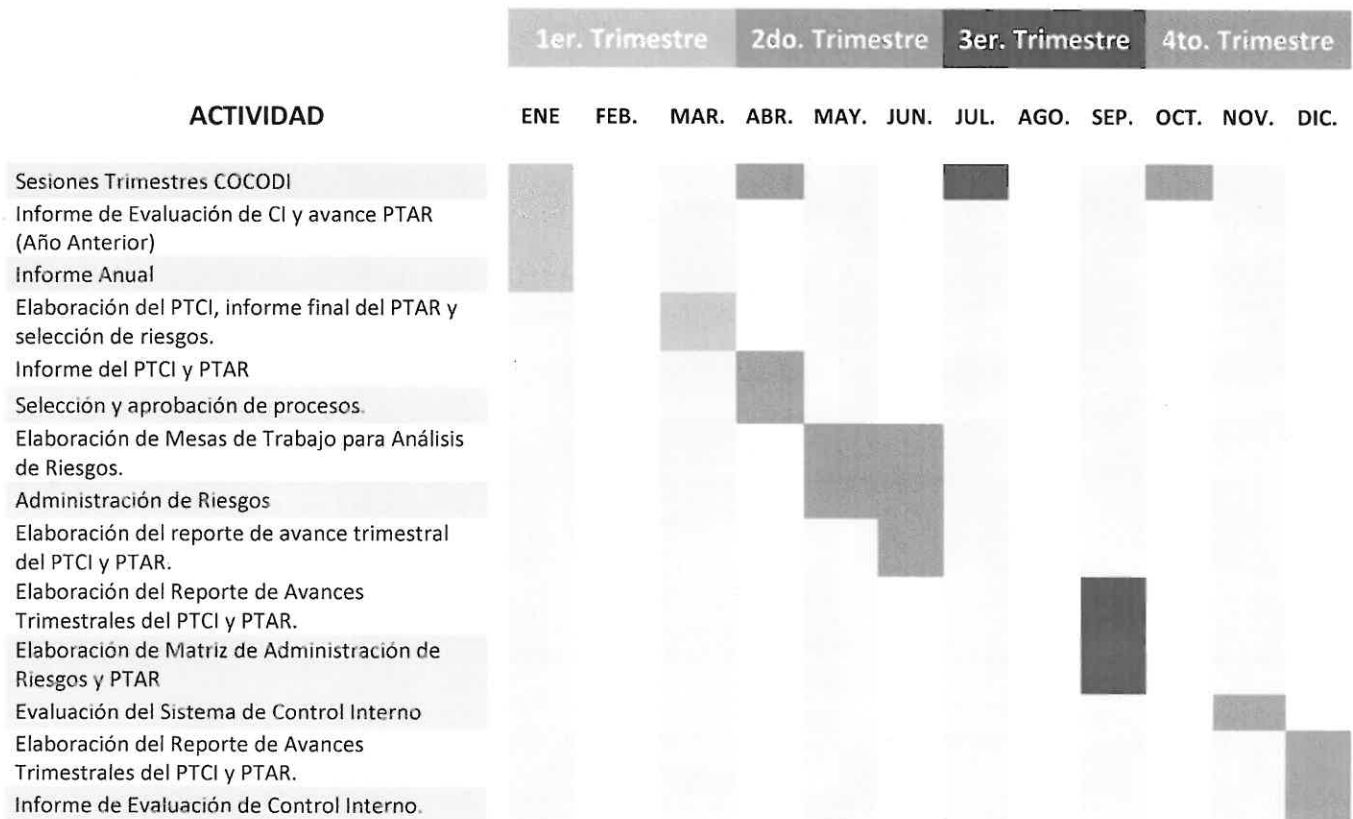 1er. Trimestre 2do. Trimestre 3er. Trimestre 4to. Trimestre
ACTIVIDAD ENE FEB. MAR. ABR. MAY. JUN. JUL. AGO. SEP. OCT. NOV. DIC.
Sesiones Trimestres COCODI
Informe de Evaluación de CI y avance PTAR
(Año Anterior)
Informe Anual
Elaboración del PTCI, informe final del PTAR y
selección de riesgos.
Informe del PTCI y PTAR
Selección y aprobación de procesos.
Elaboración de Mesas de Trabajo para Análisis
de Riesgos.
Administración de Riesgos
Elaboración del reporte de avance trimestral
del PTCI y PTAR.
Elaboración del Reporte de Avances
Trimestrales del PTCI y PTAR.
Elaboración de Matriz de Administración de
Riesgos y PTAR
Evaluación del Sistema de Control Interno
Elaboración del Reporte de Avances
Trimestrales del PTCI y PTAR.
Informe de Evaluación de Control Interno.